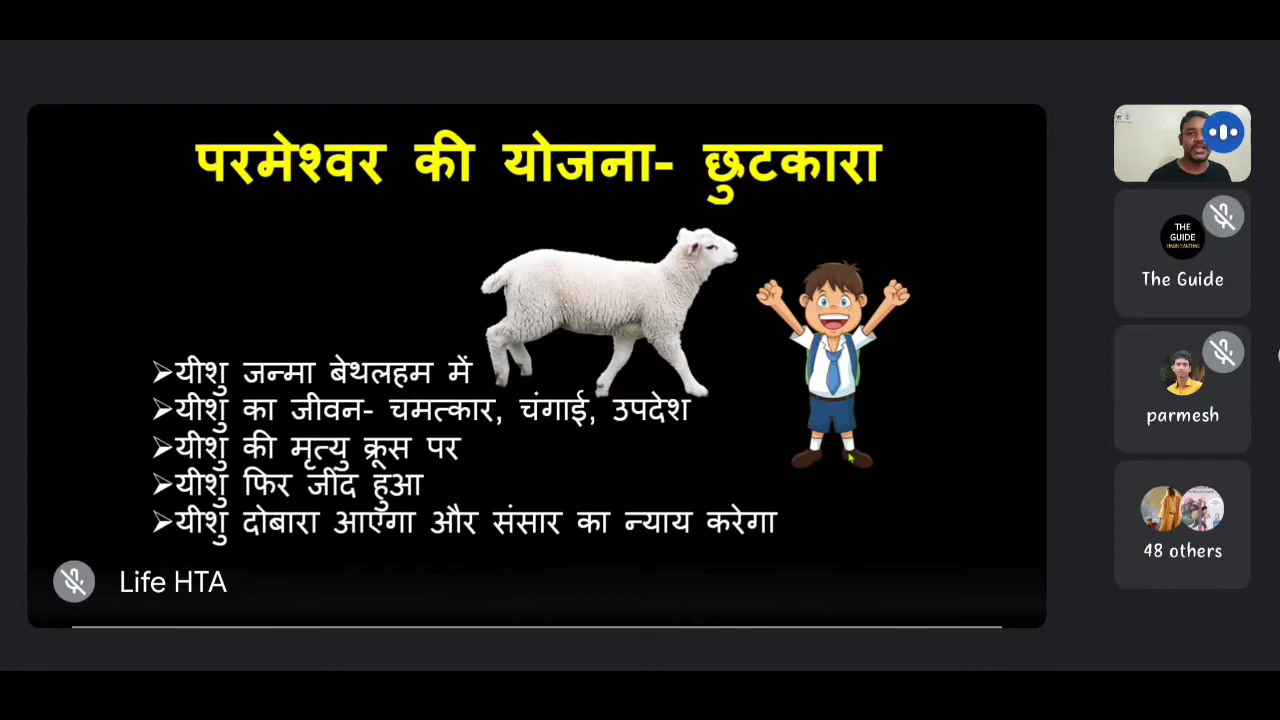 परमेश्वर की योजना- छुटकारा
➢यीशु जन्मा बेथलहम में
➢यीशु का जीवन- चमत्कार, चंगाई, उपदेश
➢यीशु की मृत्यु क्रूस पर
➢यीशु फिर जींद हुआ
➢यीशु दोबारा आएगा और संसार का न्याय करेगा
Life HTA
THE
GUIDE
The Guide
parmesh
48 others